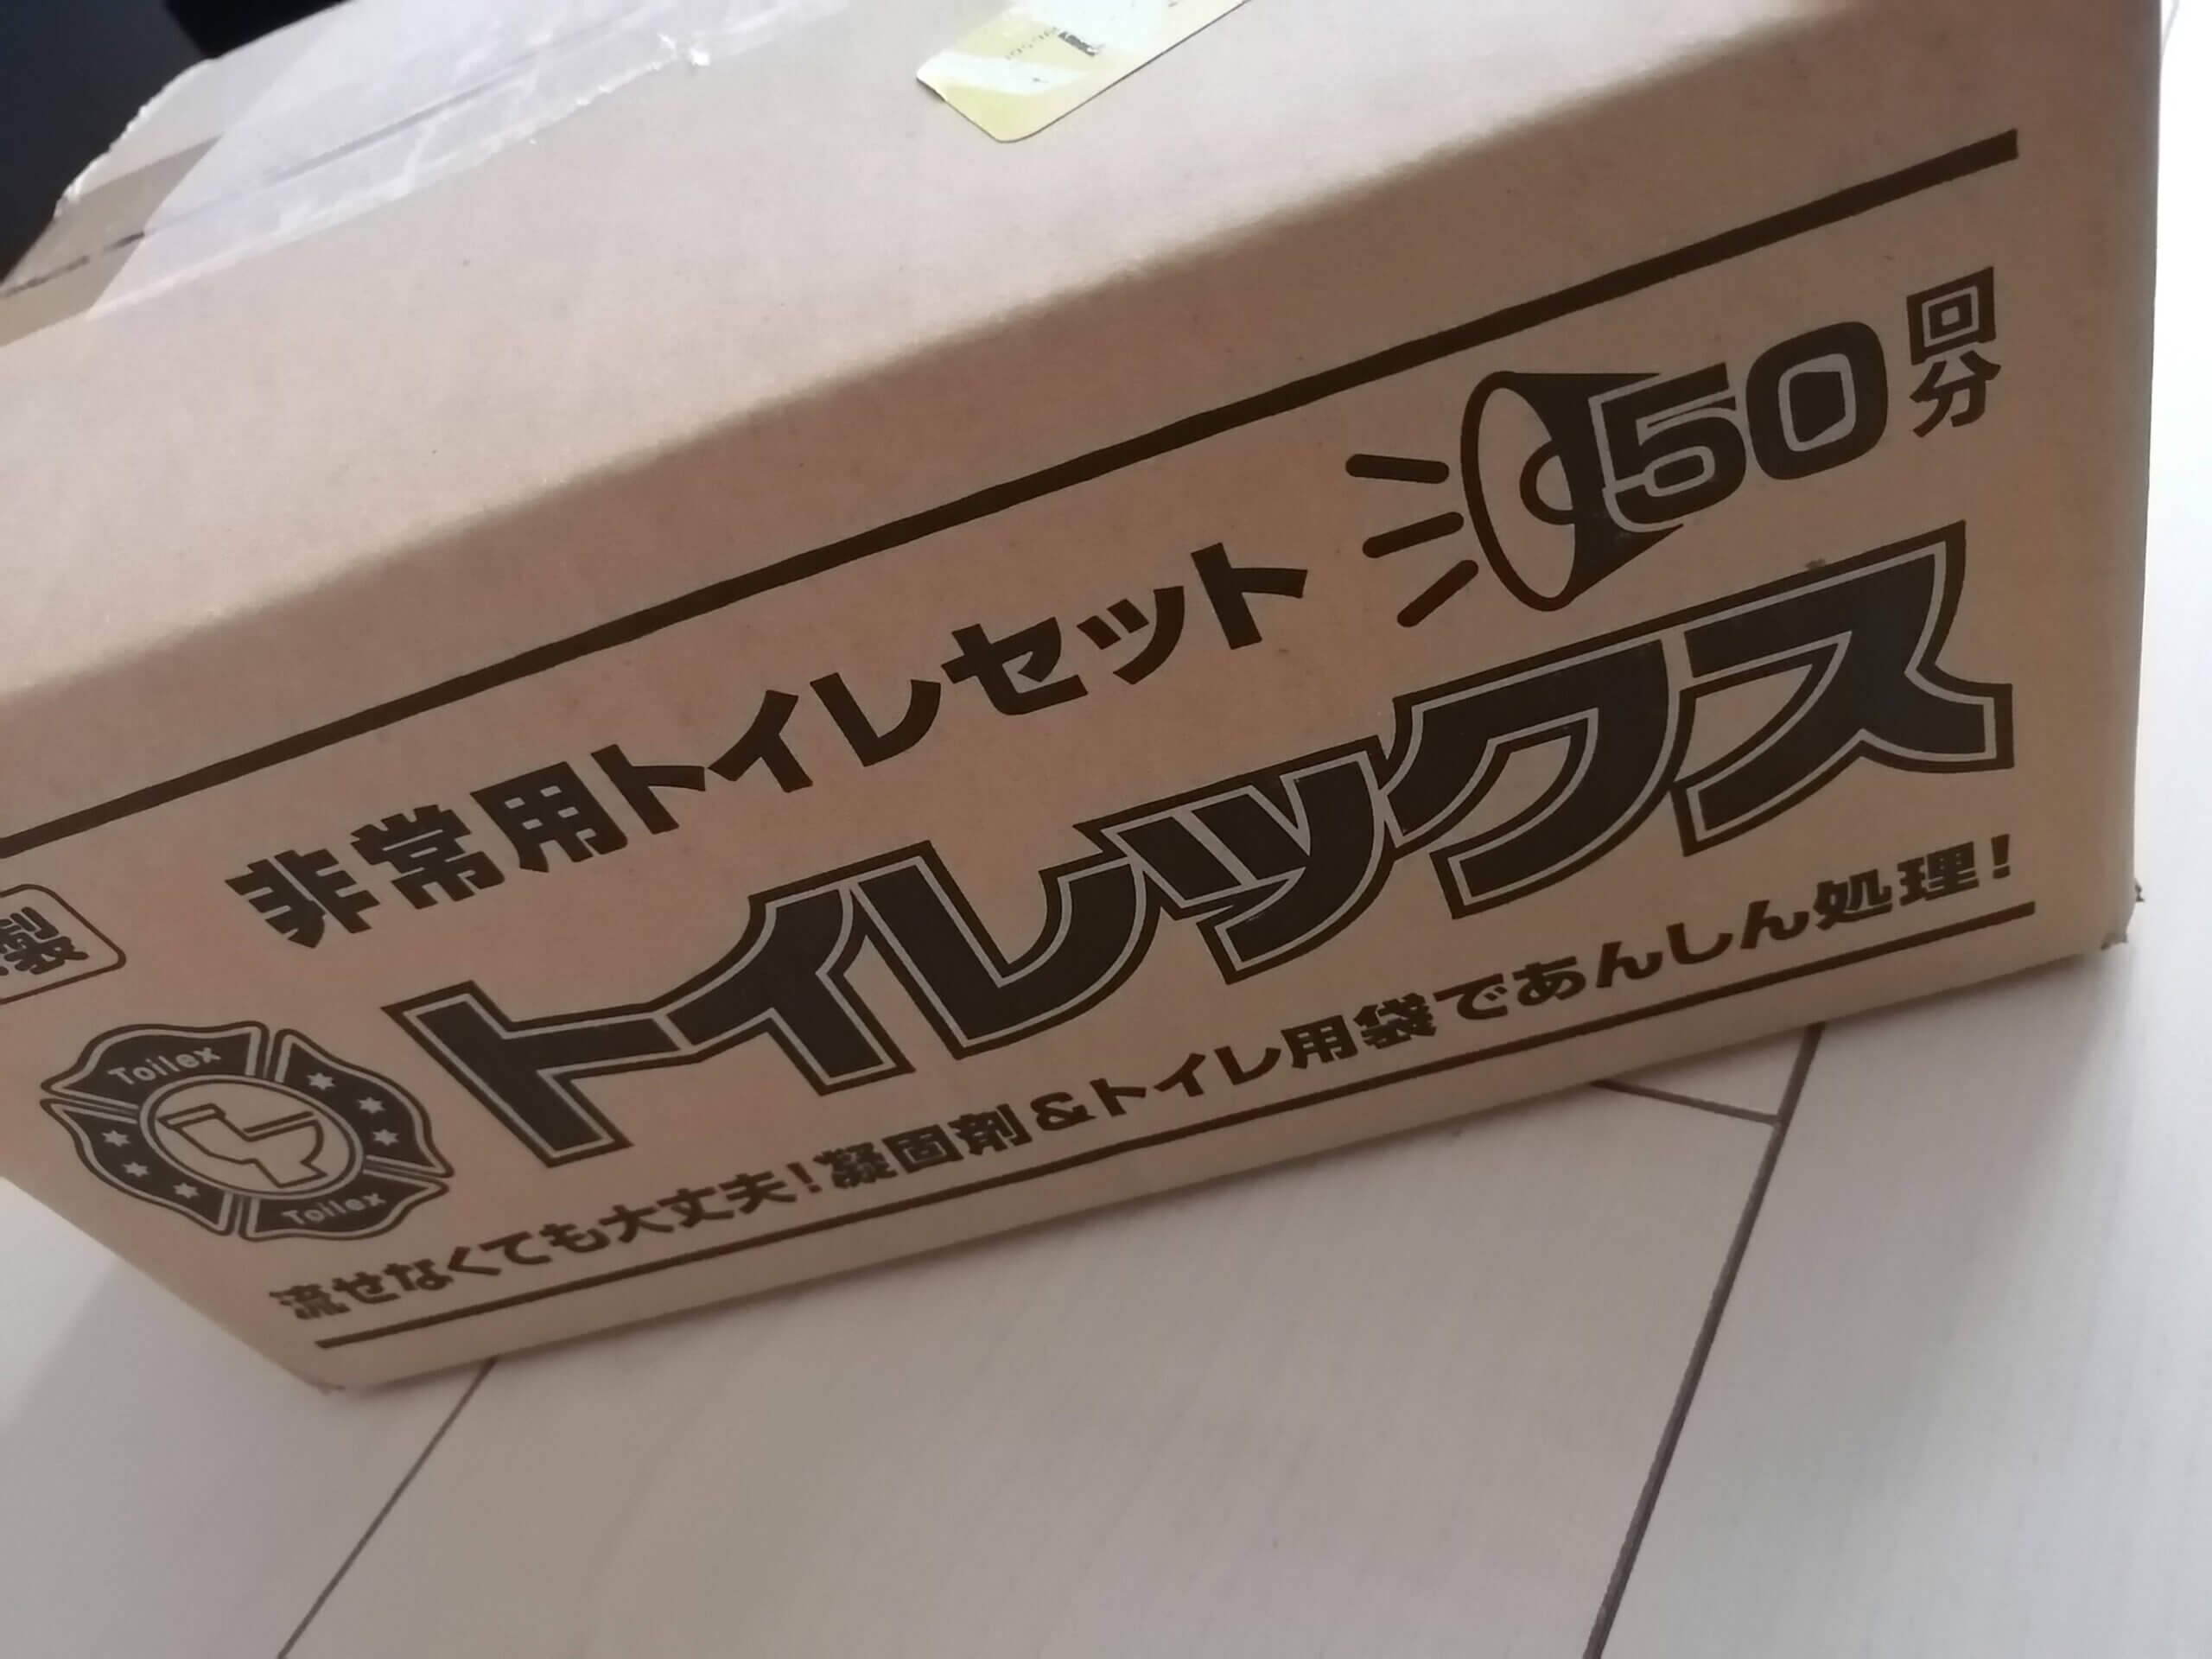 50回分
非常用トイレセット
製
トイレックス
Toilex
Toilex
流せなくても大丈夫!凝固剤&トイレ用袋であんしん処理!